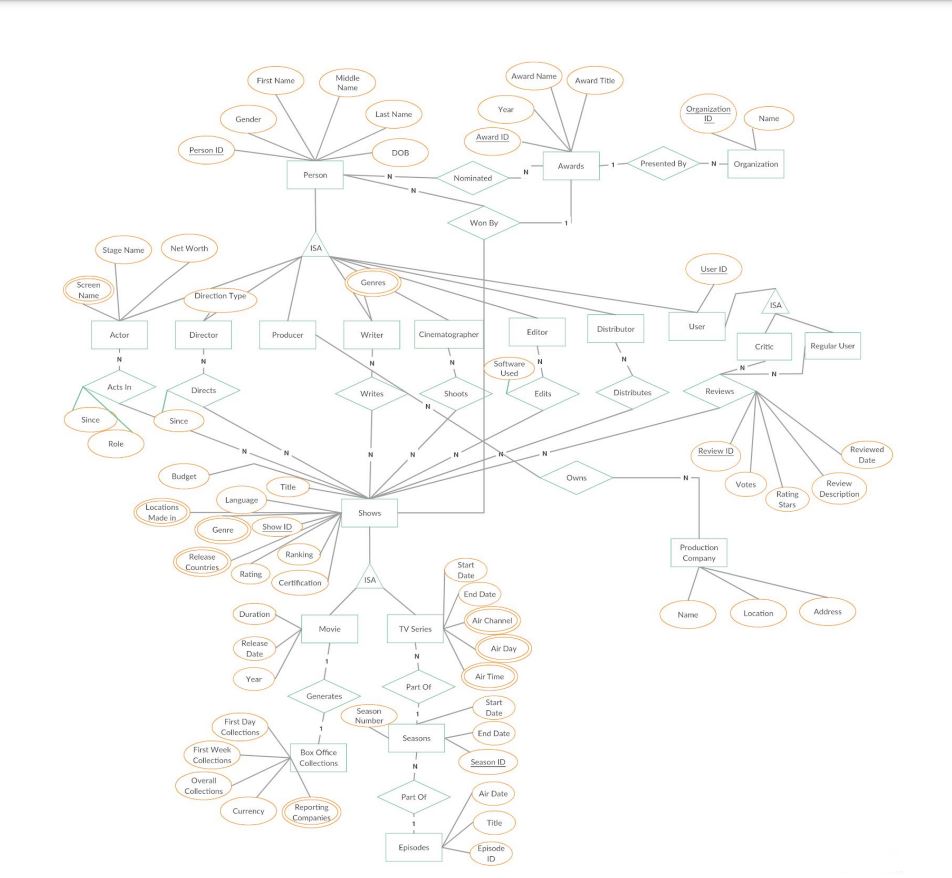 First Name
Middle
Name
Award Name
Award Title
Gender
Last Name
Year
Organization
ID
Name
Person ID
DOB
Award ID
Person
N
Nominated
N
Awards
1
Presented By
N
Organization
N
Won By
1
ISA
Stage Name
Net Worth
Screen
Name
Direction Type
Genres
User ID
ISA
Actor
Director
Producer
Writer
Cinematographer
Editor
Distributor
User
Critic
Regular User
N
N
N
N
N
N
N
N
Software
Used
Acts In
Directs
Writes
Shoots
Edits
Distributes
Reviews
N
Since
Role
Since
N
N
N
N
N
N
N
Review ID
Votes
Rating
Stars
Review
Description
Reviewed
Date
Owns
N
Budget
Title
Language
Locations
Made in
Genre
Show ID
Shows
Release
Countries
Ranking
Rating
Certification
Production
Company
Name
Location
Address
ISA
Start
Date
End Date
Air Channel
Air Day
Air Time
Duration
Release
Date
Year
Movie
TV Series
1
N
Generates
Part Of
1
1
Season
Number
Start
Date
End Date
Season ID
Seasons
First Day
Collections
First Week
Collections
Overall
Collections
Currency
Reporting
Companies
Box Office
Collections
N
Part Of
1
Air Date
Title
Episode
ID
Episodes